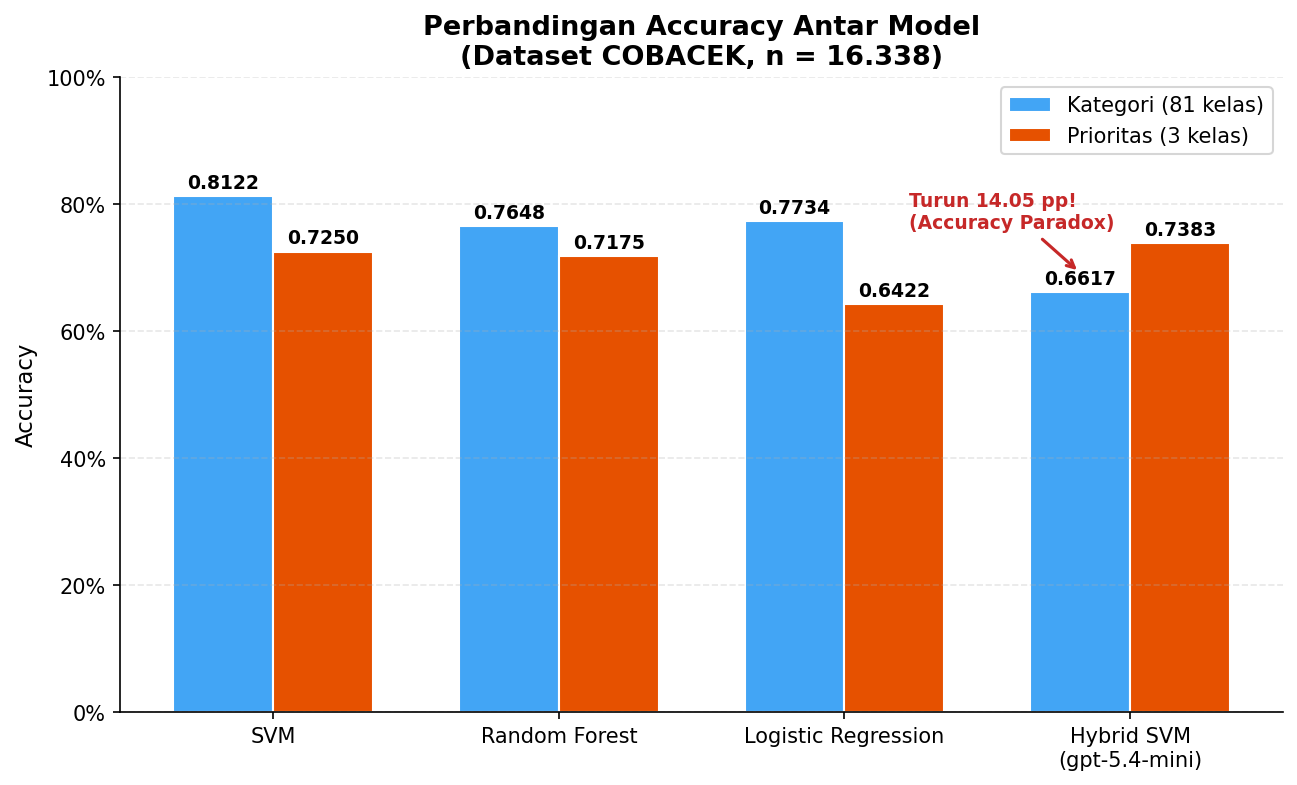 Perbandingan Accuracy Antar Model
(Dataset COBACEK, n = 16.338)
Accuracy
100%
80%
60%
40%
20%
0%
Kategori (81 kelas)
Prioritas (3 kelas)
0.8122
0.7250
0.7648
0.7175
0.7734
0.6422
Turun 14.05 pp!
(Accuracy Paradox)
0.6617
0.7383
SVM
Random Forest
Logistic Regression
Hybrid SVM
(gpt-5.4-mini)